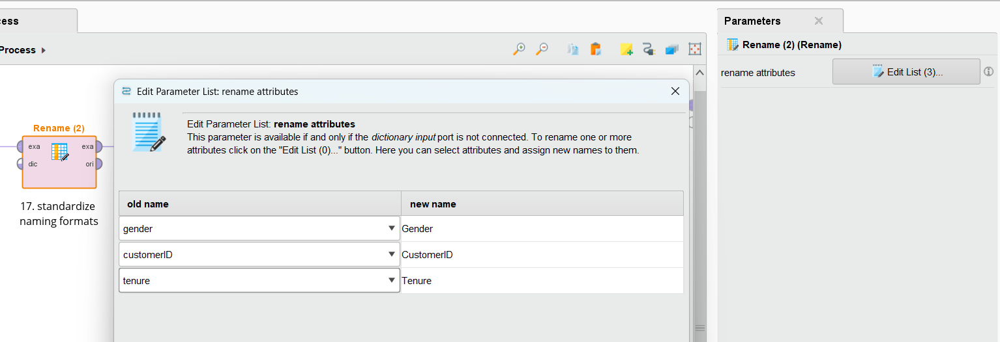 cess
Parameters
Process
Rename (2) (Rename)
rename attributes
Edit List (3)...
Edit Parameter List: rename attributes
Edit Parameter List: rename attributes
This parameter is available if and only if the dictionary input port is not connected. To rename one or more
attributes click on the "Edit List (0)..." button. Here you can select attributes and assign new names to them.
Rename (2)
exa
exa
dic
ori
17. standardize
naming formats
old name
new name
gender
Gender
customerID
CustomerID
tenure
Tenure